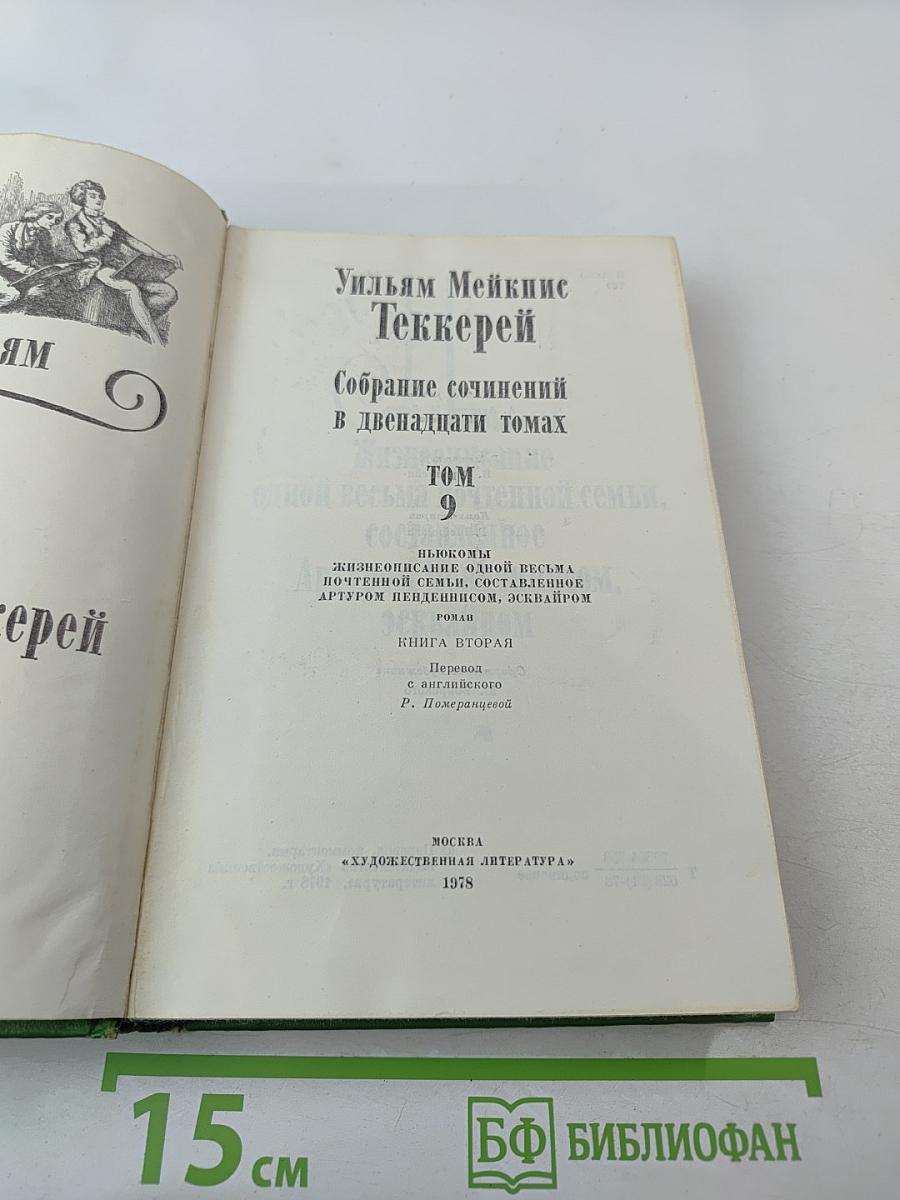 ям
керей
Уильям Мейкпис
Теккерей
Собрание сочинений
в двенадцати томах
ТОМ
9
НЬЮКОМЫ
ЖИЗНЕОПИСАНИЕ ОДНОЙ ВЕСЬМА
ПОЧТЕННОЙ СЕМЬИ, СОСТАВЛЕННОЕ
АРТУРОМ ПЕНДЕННИСОМ, ЭСКВАЙРОМ
РОМАН
КНИГА ВТОРАЯ
Перевод
с английского
Р. Померанцевой
МОСКВА
«ХУДОЖЕСТВЕННАЯ ЛИТЕРАТУРА»
1978
15 см
БФ БИБЛИОФАН